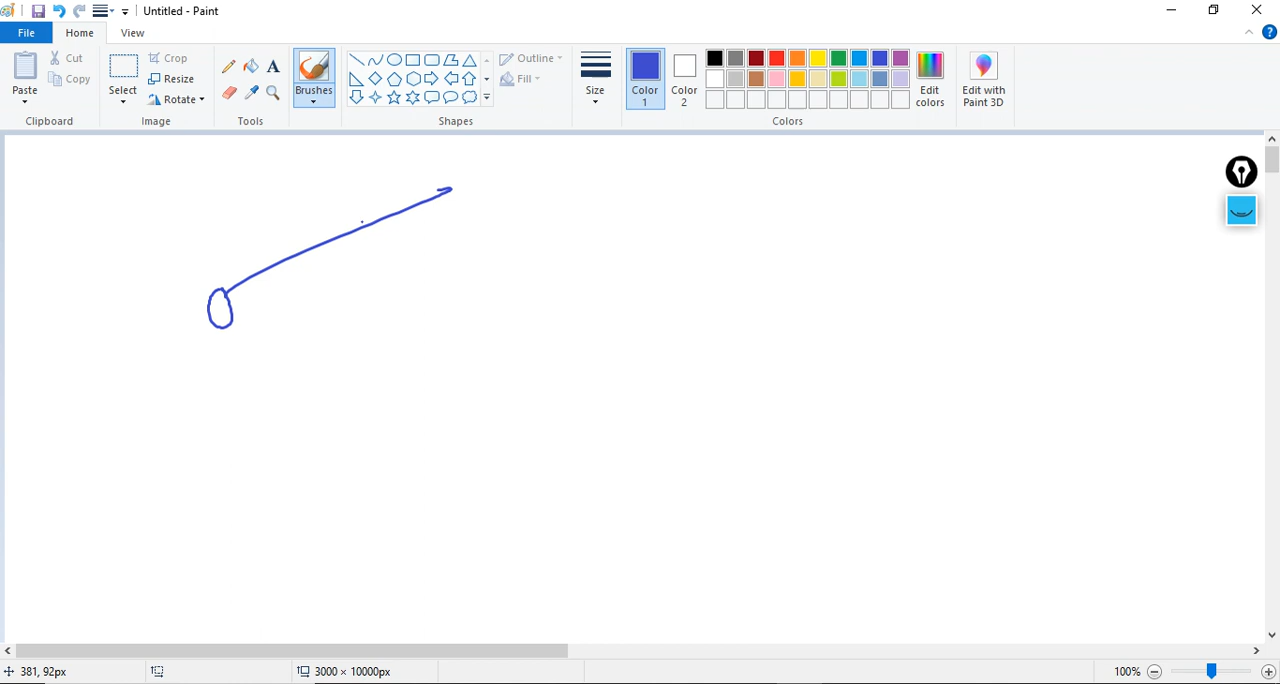 Untitled - Paint
File Home View
Paste
Cut
Copy
Clipboard
Select
Crop
Resize
Rotate
Image
A
Tools
Brushes
Outline
Fill
Shapes
Size
Color 1
Color 2
Colors
Edit colors
Edit with Paint 3D
?
381, 92px
3000 × 10000px
100%